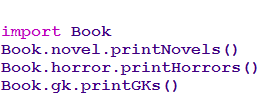 import Book
Book.novel.printNovels()
Book.horror.printHorrors()
Book.gk.printGKs()